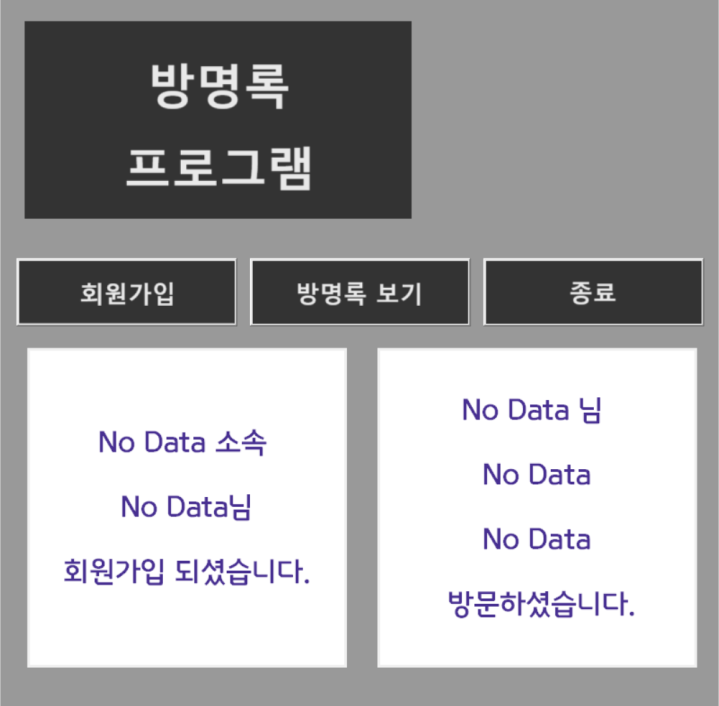 방명록
프로그램
회원가입
방명록 보기
종료
No Data 소속
No Data님
회원가입 되셨습니다.
No Data 님
No Data
No Data
방문하셨습니다.